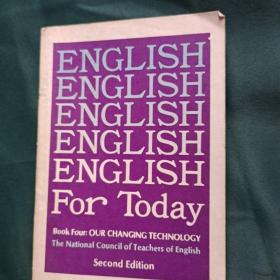 ENGLISH
ENGLISH
ENGLISH
ENGLISH
ENGLISH
For Today
Book Four: OUR CHANGING TECHNOLOGY
The National Council of Teachers of English
Second Edition